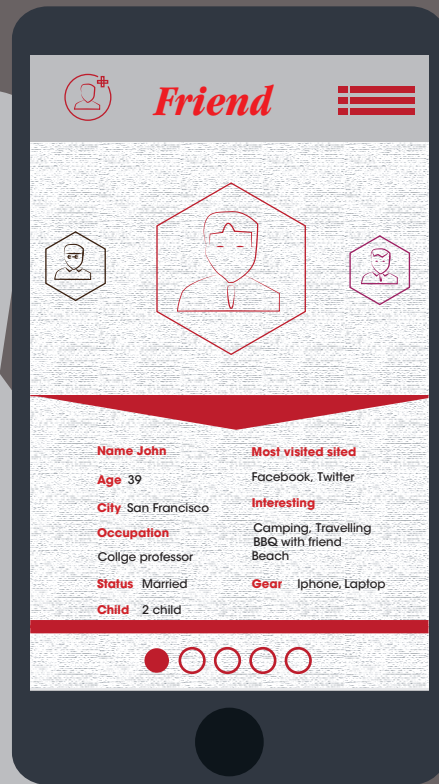 Friend
Name John
Age 39
City San Francisco
Occupation
Collge professor
Status Married
Child 2 child
Most visited sited
Facebook, Twitter
Interesting
Camping, Travelling
BBQ with friend
Beach
Gear Iphone, Laptop